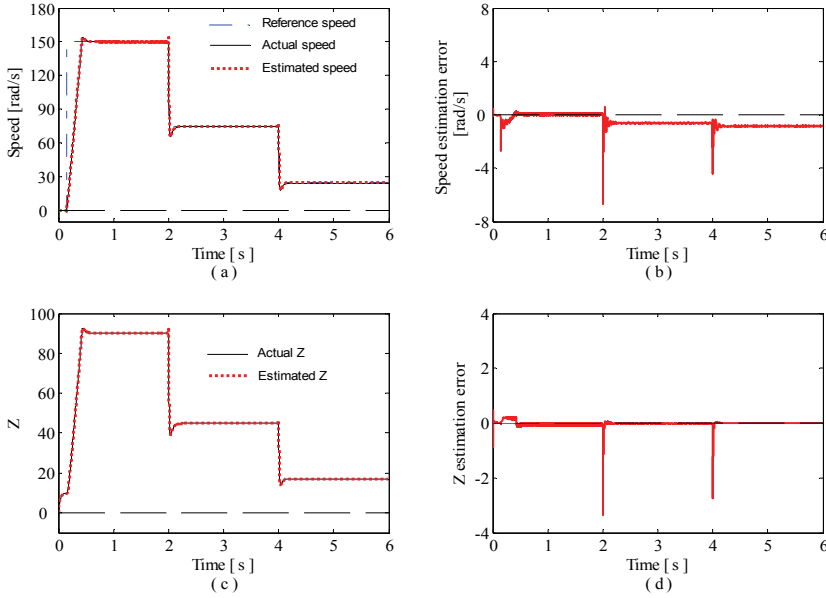 Reference speed
Actual speed
Estimated speed
Speed [rad/s]
180
150
120
90
60
30
0
0 1 2 3 4 5 6
Time [ s ]
( a )
Speed estimation error
[rad/s]
8
4
0
-4
-8
0 1 2 3 4 5 6
Time [ s ]
( b )
Actual Z
Estimated Z
Z
100
80
60
40
20
0
0 1 2 3 4 5 6
Time [ s ]
( c )
Z estimation error
4
2
0
-2
-4
0 1 2 3 4 5 6
Time [ s ]
( d )